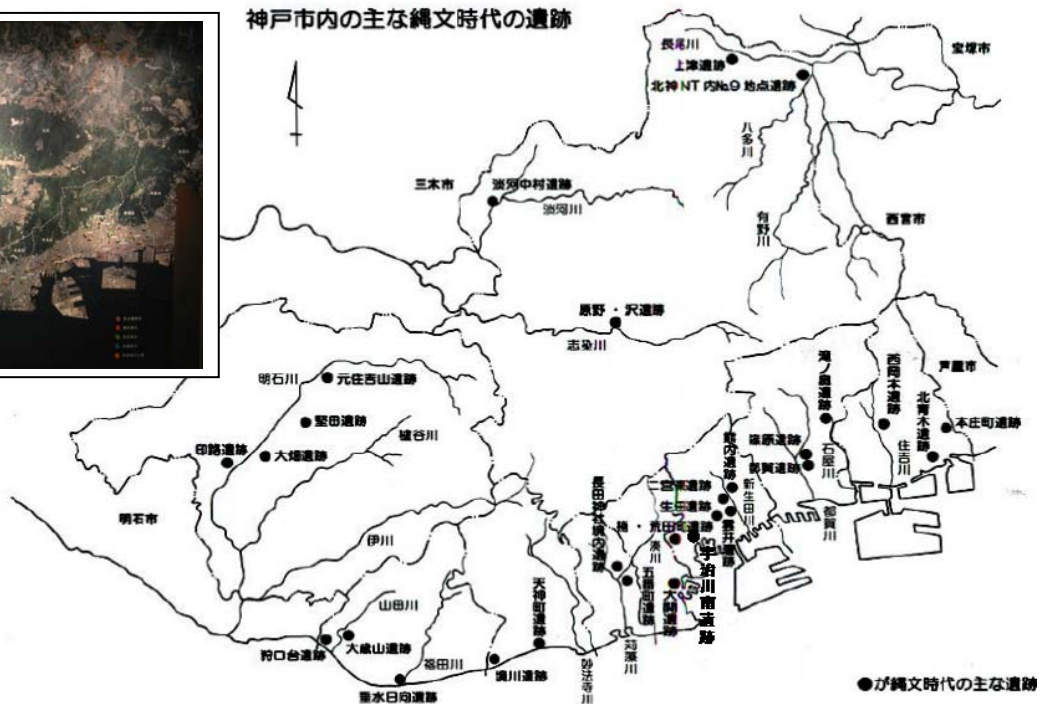 神戸市内の主な縄文時代の遺跡
長尾川
宝塚市
上津遺跡
北神NT内No.9地点遺跡
八多川
三木市
淡河中村遺跡
淡河川
有野川
西宮市
原野・沢遺跡
志染川
明石川
元住吉山遺跡
堅田遺跡
櫨谷川
印路遺跡
大畑遺跡
明石市
伊川
山田川
狩口台遺跡
大歳山遺跡
福田川
垂水日向遺跡
境川遺跡
天神町遺跡
妙法寺川
長田神社境内遺跡
五番町遺跡
苅藻川
楠・荒田町遺跡
湊川
大開遺跡
宇治川南遺跡
二宮東遺跡
生田遺跡
雲井遺跡
熊内遺跡
新生田川
篠原遺跡
都賀遺跡
都賀川
滝ノ奥遺跡
石屋川
西岡本遺跡
住吉川
北青木遺跡
芦屋市
本庄町遺跡
●が縄文時代の主な遺跡